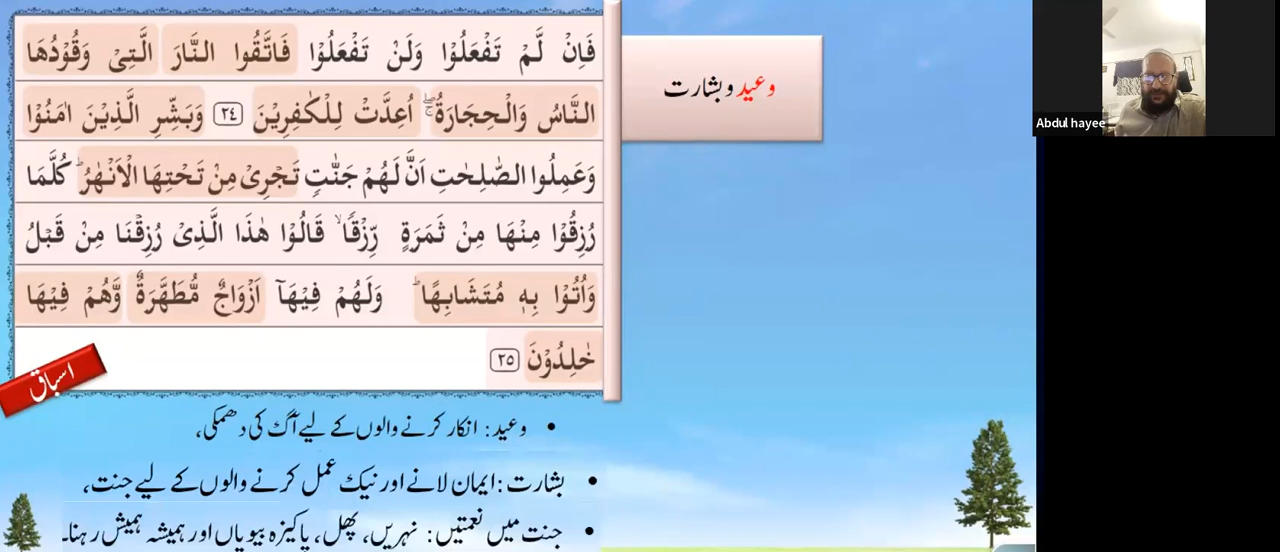 وعید و بشارت
فَاِنْ لَّمْ تَفْعَلُوْا وَلَنْ تَفْعَلُوْا فَاتَّقُوا النَّارَ الَّتِیْ وَقُوْدُهَا
النَّاسُ وَالْحِجَارَةُ ۖۚ اُعِدَّتْ لِلْكٰفِرِیْنَ ﴿۲۴﴾ وَبَشِّرِ الَّذِیْنَ اٰمَنُوْا
وَعَمِلُوا الصّٰلِحٰتِ اَنَّ لَهُمْ جَنّٰتٍ تَجْرِیْ مِنْ تَحْتِهَا الْاَنْهٰرُ ؕ كُلَّمَا
رُزِقُوْا مِنْهَا مِنْ ثَمَرَةٍ رِّزْقًا ۙ قَالُوْا هٰذَا الَّذِیْ رُزِقْنَا مِنْ قَبْلُ
وَاُتُوْا بِهٖ مُتَشَابِهًا ؕ وَلَهُمْ فِیْهَاۤ اَزْوَاجٌ مُّطَهَّرَةٌ وَّهُمْ فِیْهَا
خٰلِدُوْنَ ﴿۲۵﴾
اسباق
• وعید: انکار کرنے والوں کے لیے آگ کی دھمکی،
• بشارت: ایمان لانے اور نیک عمل کرنے والوں کے لیے جنت،
• جنت میں نعمتیں: نہریں، پھل، پاکیزہ بیویاں اور ہمیشہ ہمیش رہنا۔
Abdul hayee